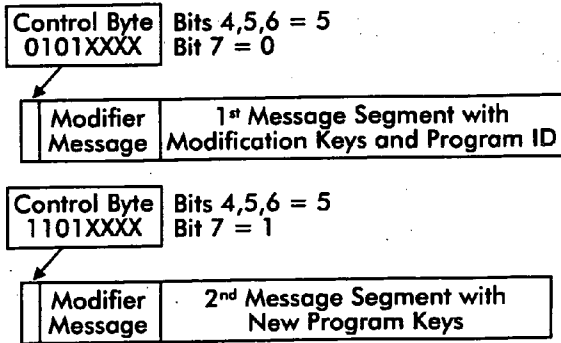 Control Byte Bits 4,5,6 = 5
0101XXXX Bit 7 = 0
Modifier 1st Message Segment with
Message Modification Keys and Program ID
Control Byte Bits 4,5,6 = 5
1101XXXX Bit 7 = 1
Modifier 2nd Message Segment with
Message New Program Keys